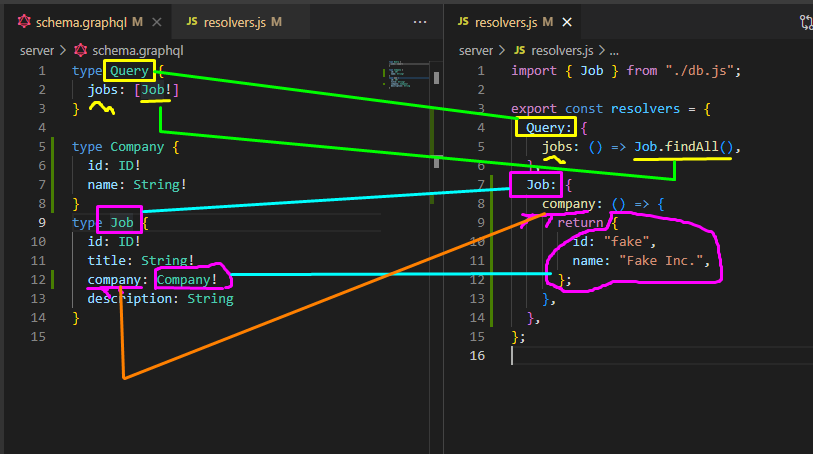 schema.graphql M
JS resolvers.js M
server > schema.graphql
1 type Query {
2 jobs: [Job!]
3 }
4
5 type Company {
6 id: ID!
7 name: String!
8 }
9 type Job {
10 id: ID!
11 title: String!
12 company: Company!
13 description: String
14 }
15
JS resolvers.js M
server > JS resolvers.js > ...
1 import { Job } from "./db.js";
2
3 export const resolvers = {
4 Query: {
5 jobs: () => Job.findAll(),
6 },
7 Job: {
8 company: () => {
9 return {
10 id: "fake",
11 name: "Fake Inc.",
12 };
13 },
14 },
15 };
16